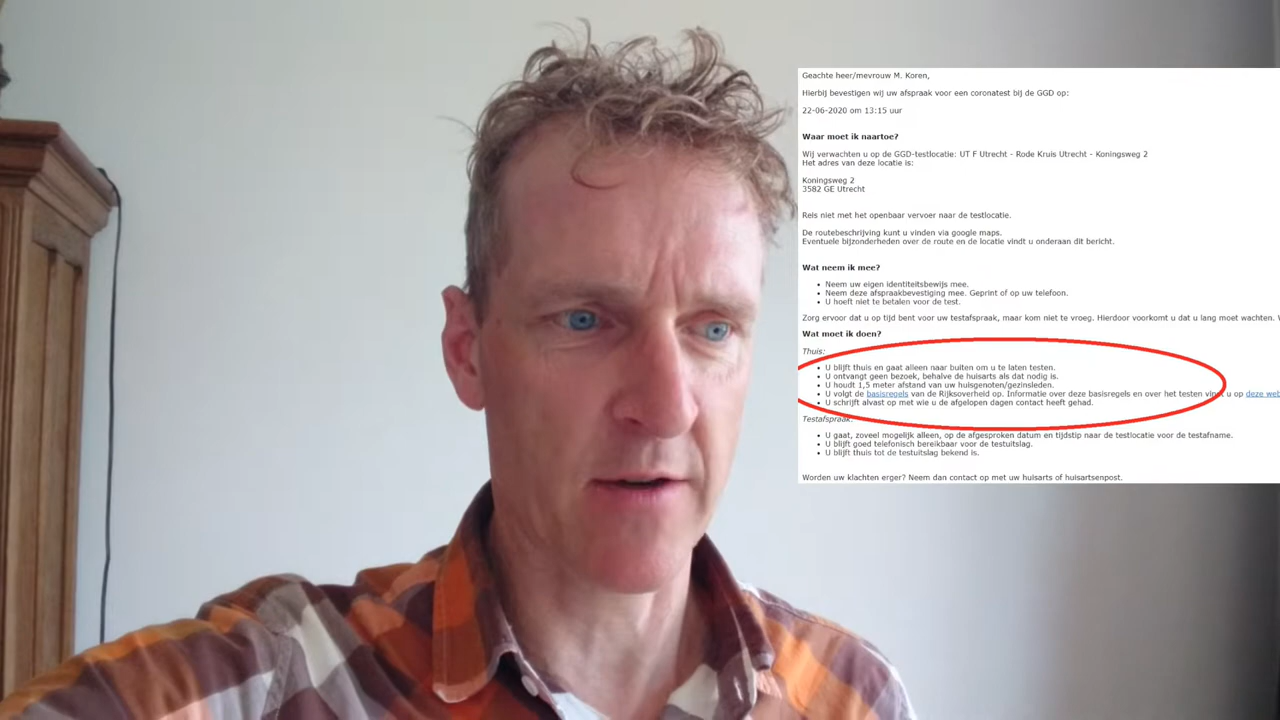 Geachte heer/mevrouw M. Koren,
Hierbij bevestigen wij uw afspraak voor een coronatest bij de GGD op:
22-06-2020 om 13:15 uur
Waar moet ik naartoe?
Wij verwachten u op de GGD-testlocatie: UT F Utrecht - Rode Kruis Utrecht - Koningsweg 2
Het adres van deze locatie is:
Koningsweg 2
3582 GE Utrecht
Reis niet met het openbaar vervoer naar de testlocatie.
De routebeschrijving kunt u vinden via google maps.
Eventuele bijzonderheden over de route en de locatie vindt u onderaan dit bericht.
Wat neem ik mee?
• Neem uw eigen identiteitsbewijs mee.
• Neem deze afspraakbevestiging mee. Geprint of op uw telefoon.
• U hoeft niet te betalen voor de test.
Zorg ervoor dat u op tijd bent voor uw testafspraak, maar kom niet te vroeg. Hierdoor voorkomt u dat u lang moet wachten.
Wat moet ik doen?
Thuis:
• U blijft thuis en gaat alleen naar buiten om u te laten testen.
• U ontvangt geen bezoek, behalve de huisarts als dat nodig is.
• U houdt 1,5 meter afstand van uw huisgenoten/gezinsleden.
• U volgt de basisregels van de Rijksoverheid op. Informatie over deze basisregels en over het testen vindt u op deze web
• U schrijft alvast op met wie u de afgelopen dagen contact heeft gehad.
Testafspraak:
• U gaat, zoveel mogelijk alleen, op de afgesproken datum en tijdstip naar de testlocatie voor de testafname.
• U blijft goed telefonisch bereikbaar voor de testuitslag.
• U blijft thuis tot de testuitslag bekend is.
Worden uw klachten erger? Neem dan contact op met uw huisarts of huisartsenpost.